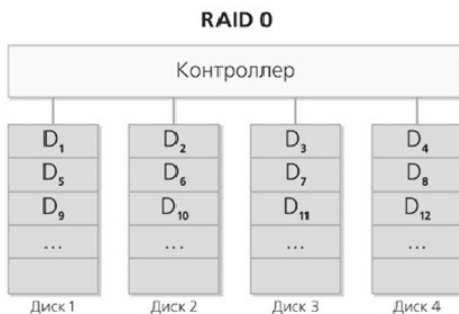 RAID 0
Контроллер
D₁ D₂ D₃ D₄
D₅ D₆ D₇ D₈
D₉ D₁₀ D₁₁ D₁₂
... ... ... ...
Диск 1 Диск 2 Диск 3 Диск 4